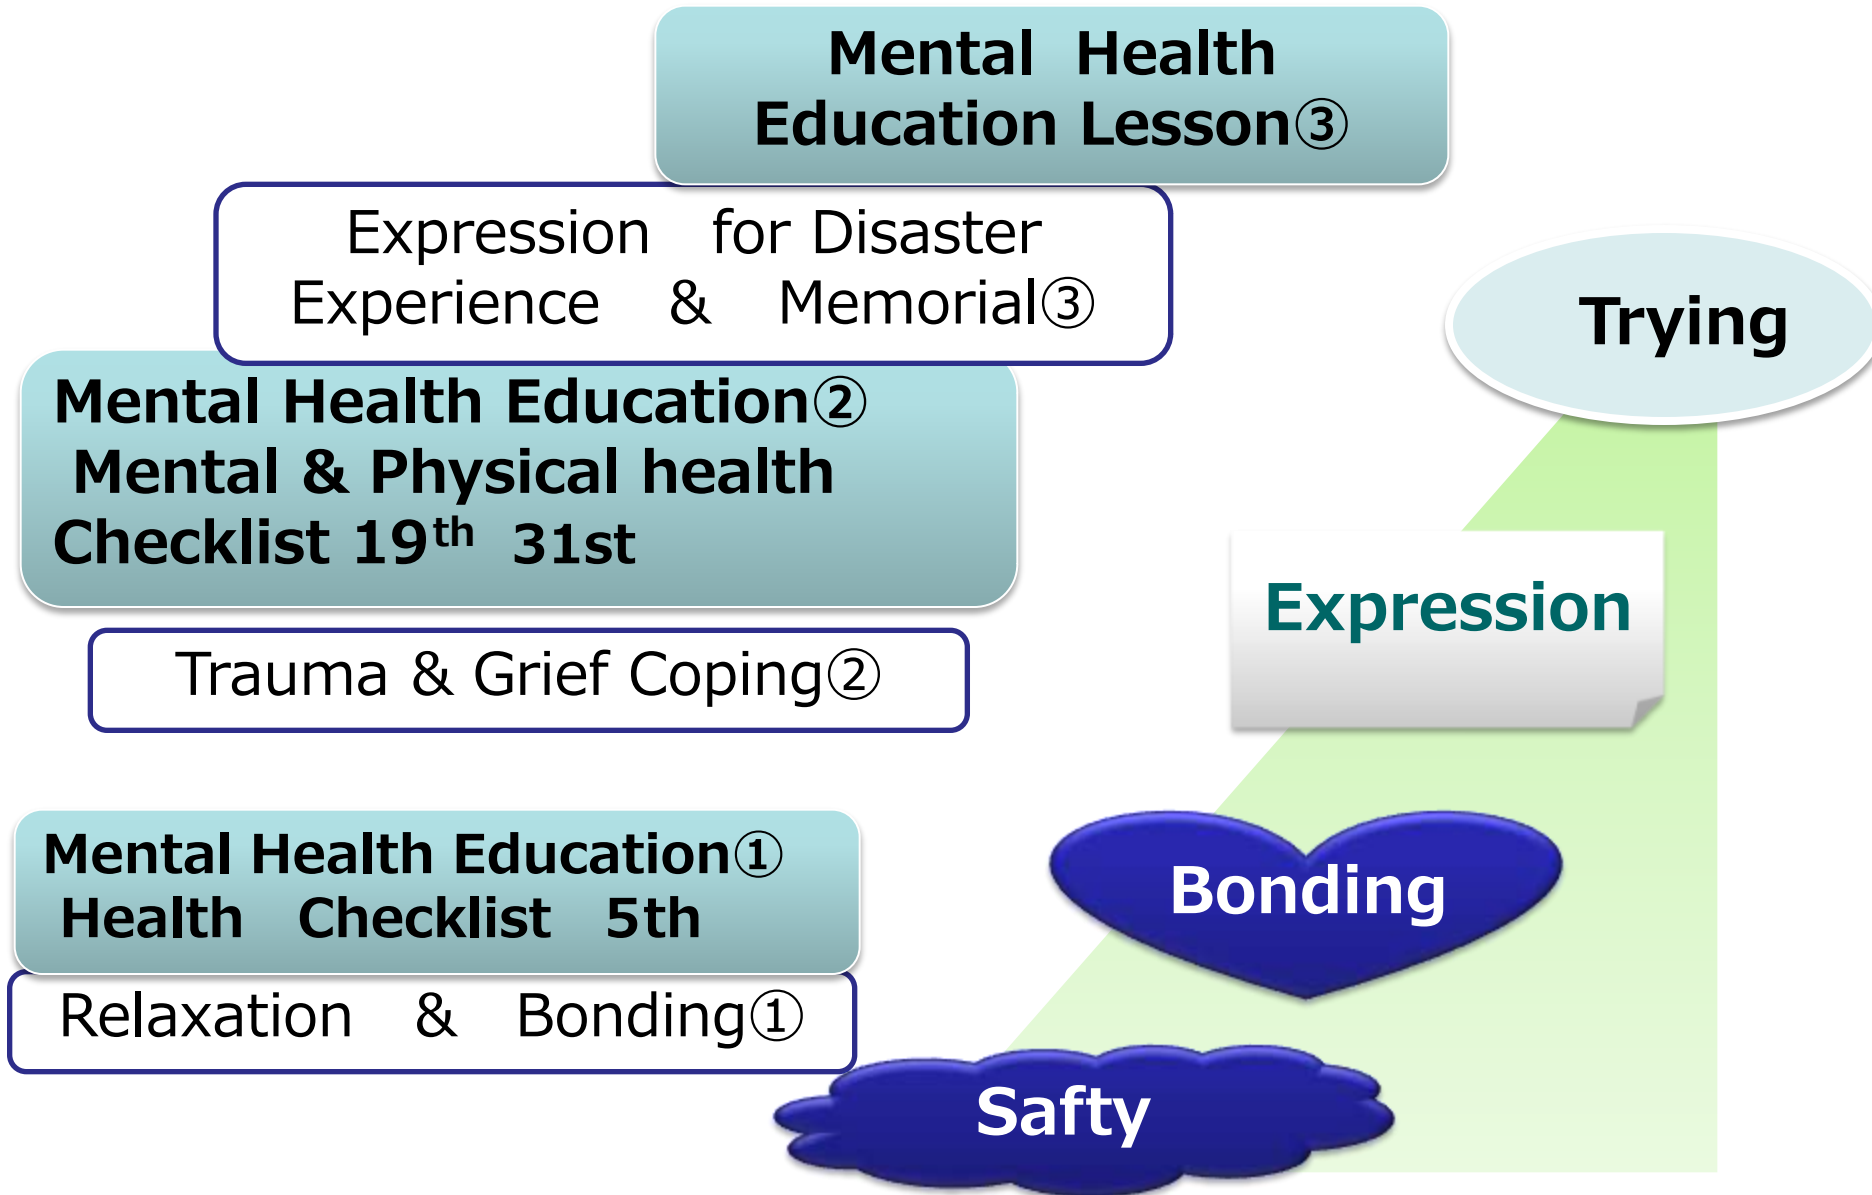 Mental Health
Education Lesson③
Expression for Disaster
Experience & Memorial③
Mental Health Education②
Mental & Physical health
Checklist 19th 31st
Trauma & Grief Coping②
Mental Health Education①
Health Checklist 5th
Relaxation & Bonding①
Trying
Expression
Bonding
Safty